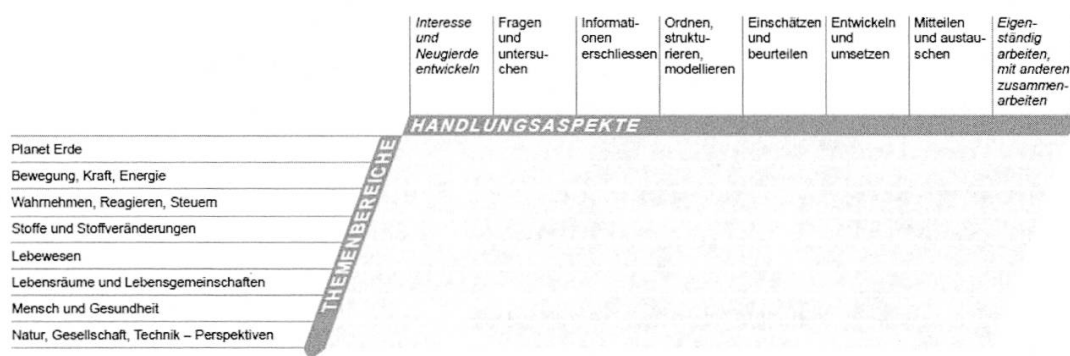 Interesse
und
Neugierde
entwickeln
Fragen
und
untersu-
chen
Informati-
onen
erschliessen
Ordnen,
struktu-
rieren,
modellieren
Einschätzen
und
beurteilen
Entwickeln
und
umsetzen
Mitteilen
und austau-
schen
Eigen-
ständig
arbeiten,
mit anderen
zusammen-
arbeiten
HANDLUNGSASPEKTE
THEMENBEREICHE
Planet Erde
Bewegung, Kraft, Energie
Wahrnehmen, Reagieren, Steuern
Stoffe und Stoffveränderungen
Lebewesen
Lebensräume und Lebensgemeinschaften
Mensch und Gesundheit
Natur, Gesellschaft, Technik – Perspektiven